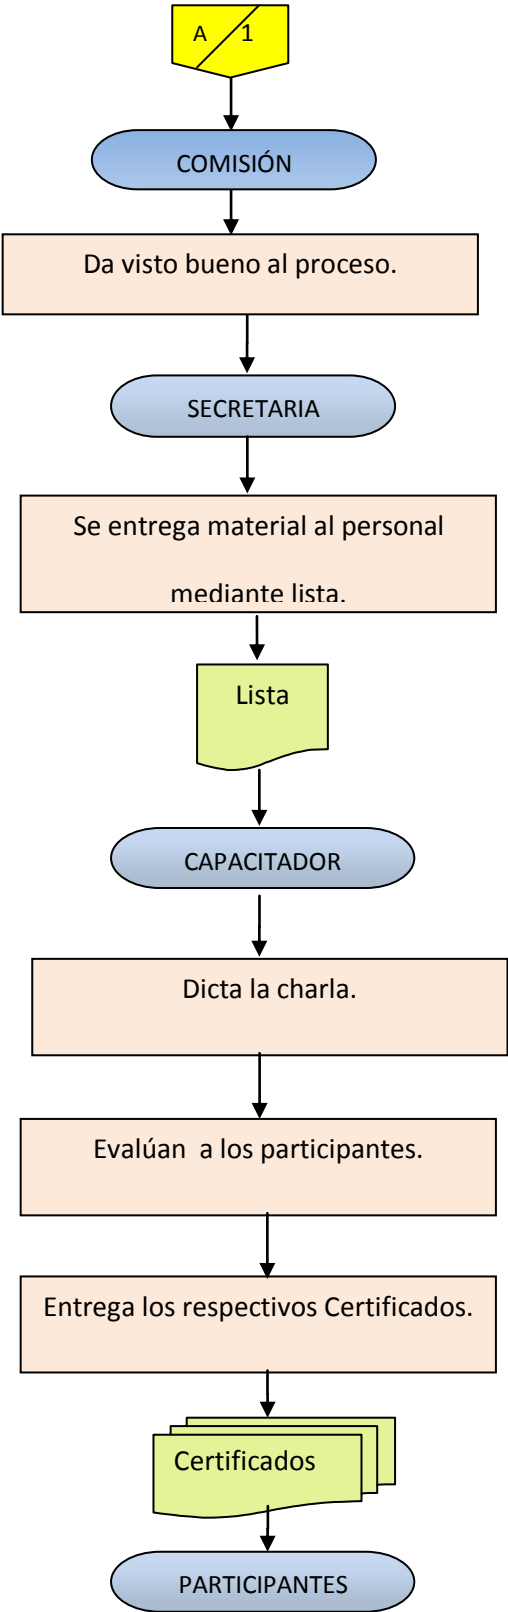 A 1
COMISIÓN
Da visto bueno al proceso.
SECRETARIA
Se entrega material al personal
mediante lista.
Lista
CAPACITADOR
Dicta la charla.
Evalúan a los participantes.
Entrega los respectivos Certificados.
Certificados
PARTICIPANTES